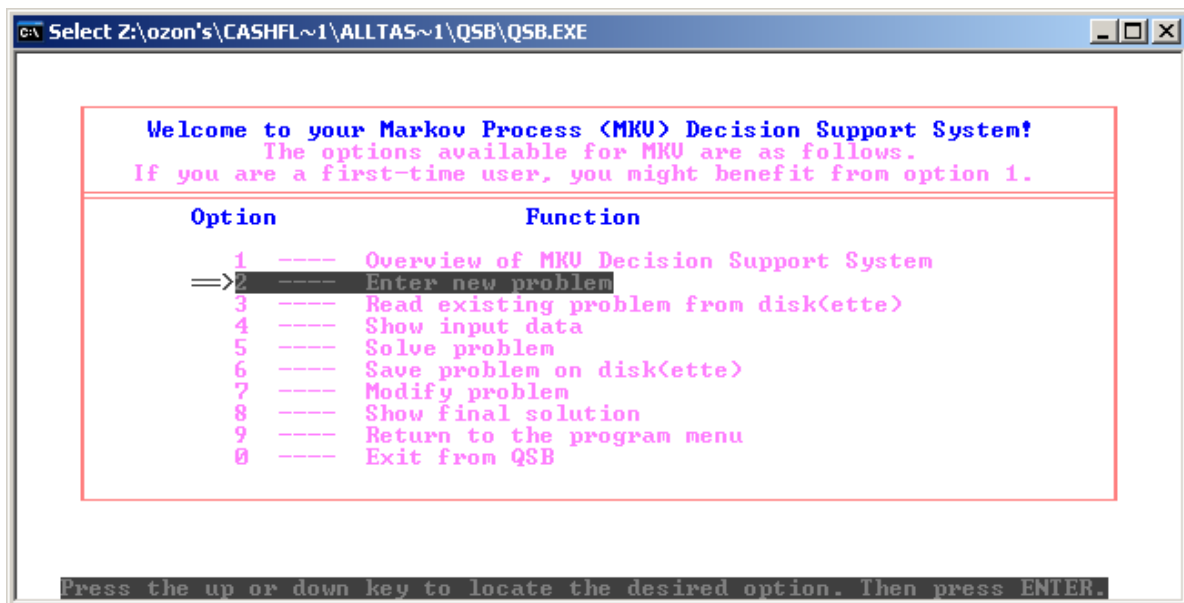 Select Z:\ozon's\CASHFL~1\ALLTAS~1\QSB\QSB.EXE
Welcome to your Markov Process (MKV) Decision Support System!
The options available for MKV are as follows.
If you are a first-time user, you might benefit from option 1.
Option Function
1 ---- Overview of MKV Decision Support System
==>2 ---- Enter new problem
3 ---- Read existing problem from disk(ette)
4 ---- Show input data
5 ---- Solve problem
6 ---- Save problem on disk(ette)
7 ---- Modify problem
8 ---- Show final solution
9 ---- Return to the program menu
0 ---- Exit from QSB
Press the up or down key to locate the desired option. Then press ENTER.